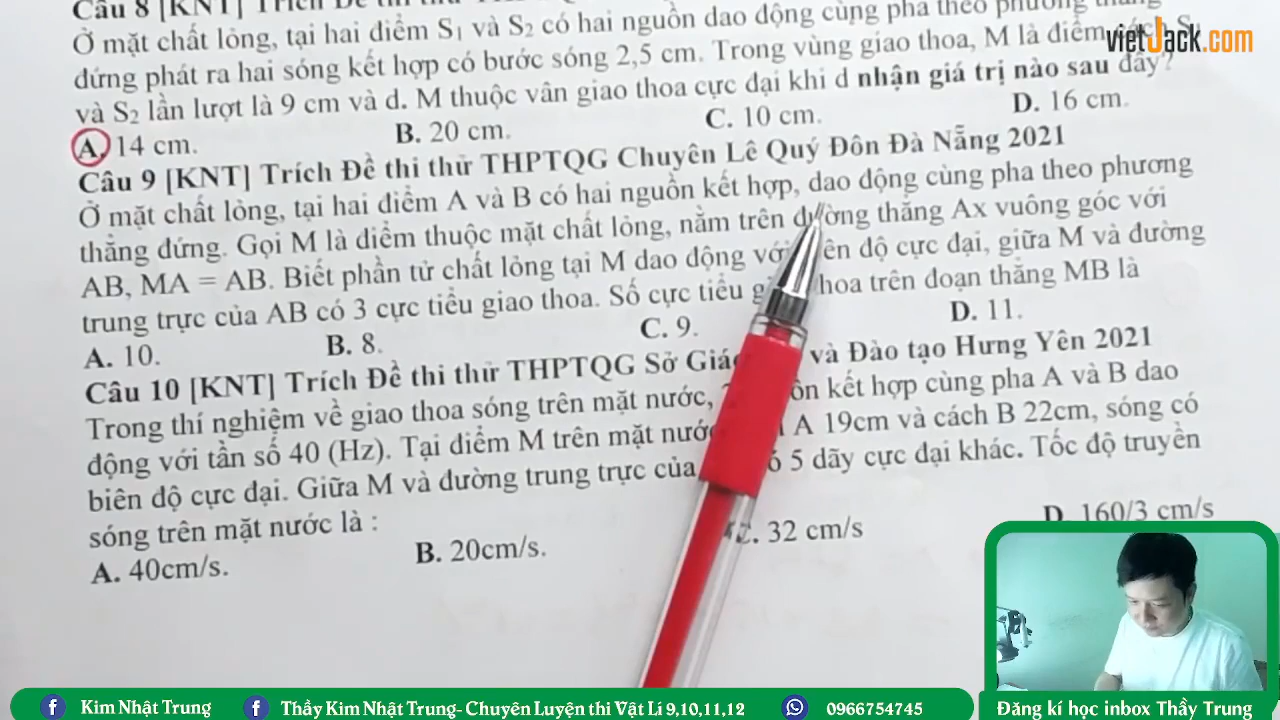 Câu 8 [KNT] Trích Đề thi thử
Ở mặt chất lỏng, tại hai điểm S1 và S2 có hai nguồn dao động cùng pha theo phương thẳng
vietJack.com
đứng phát ra hai sóng kết hợp có bước sóng 2,5 cm. Trong vùng giao thoa, M là điểm cách S1
và S2 lần lượt là 9 cm và d. M thuộc vân giao thoa cực đại khi d nhận giá trị nào sau đây?
A. 14 cm. B. 20 cm. C. 10 cm. D. 16 cm.
Câu 9 [KNT] Trích Đề thi thử THPTQG Chuyên Lê Quý Đôn Đà Nẵng 2021
Ở mặt chất lỏng, tại hai điểm A và B có hai nguồn kết hợp, dao động cùng pha theo phương
thẳng đứng. Gọi M là điểm thuộc mặt chất lỏng, nằm trên đường thẳng Ax vuông góc với
AB, MA = AB. Biết phần tử chất lỏng tại M dao động với biên độ cực đại, giữa M và đường
trung trực của AB có 3 cực tiểu giao thoa. Số cực tiểu giao thoa trên đoạn thẳng MB là
A. 10. B. 8. C. 9. D. 11.
Câu 10 [KNT] Trích Đề thi thử THPTQG Sở Giáo và Đào tạo Hưng Yên 2021
Trong thí nghiệm về giao thoa sóng trên mặt nước, nguồn kết hợp cùng pha A và B dao
động với tần số 40 (Hz). Tại điểm M trên mặt nước A 19cm và cách B 22cm, sóng có
biên độ cực đại. Giữa M và đường trung trực của có 5 dãy cực đại khác. Tốc độ truyền
sóng trên mặt nước là :
A. 40cm/s. B. 20cm/s. C. 32 cm/s D. 160/3 cm/s
Kim Nhật Trung Thầy Kim Nhật Trung- Chuyên Luyện thi Vật Lí 9,10,11,12 0966754745 Đăng kí học inbox Thầy Trung